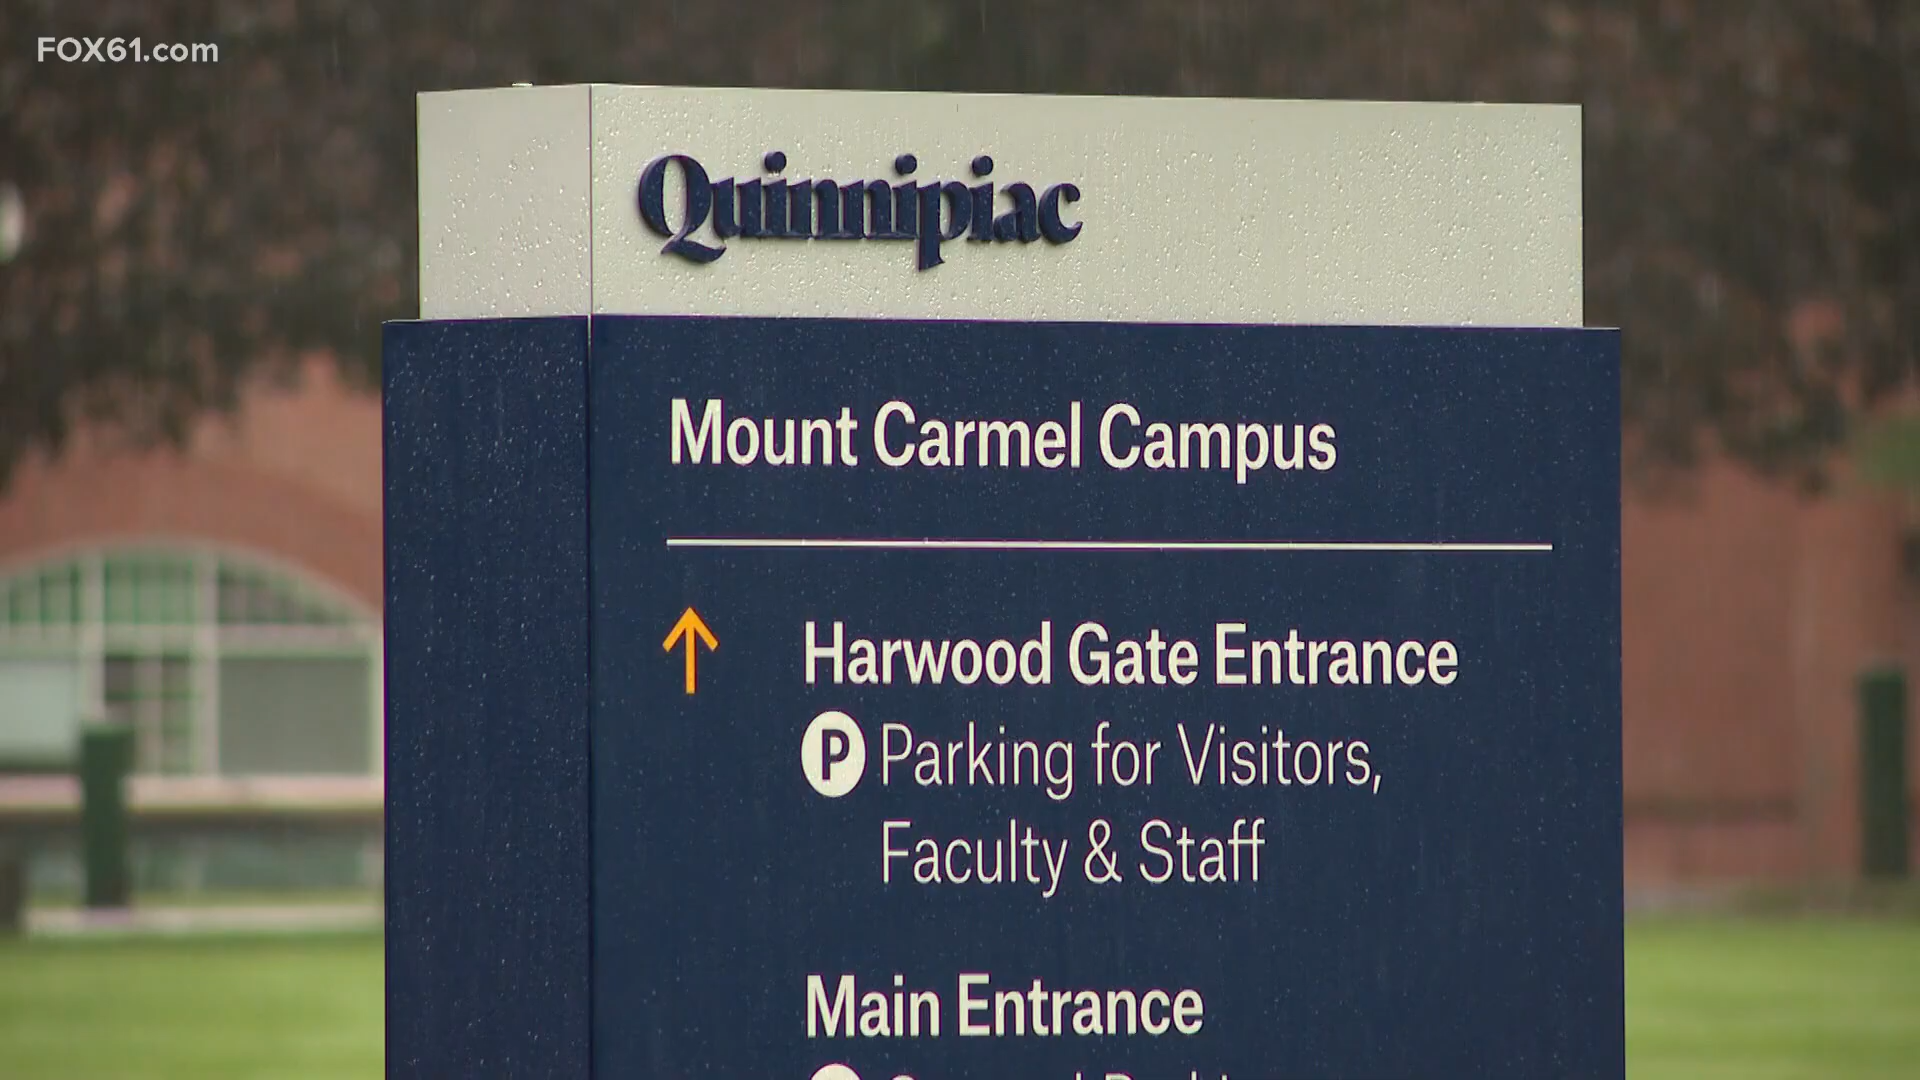 FOX61.com
Quinnipiac
Mount Carmel Campus
Harwood Gate Entrance
P Parking for Visitors,
Faculty & Staff
Main Entrance